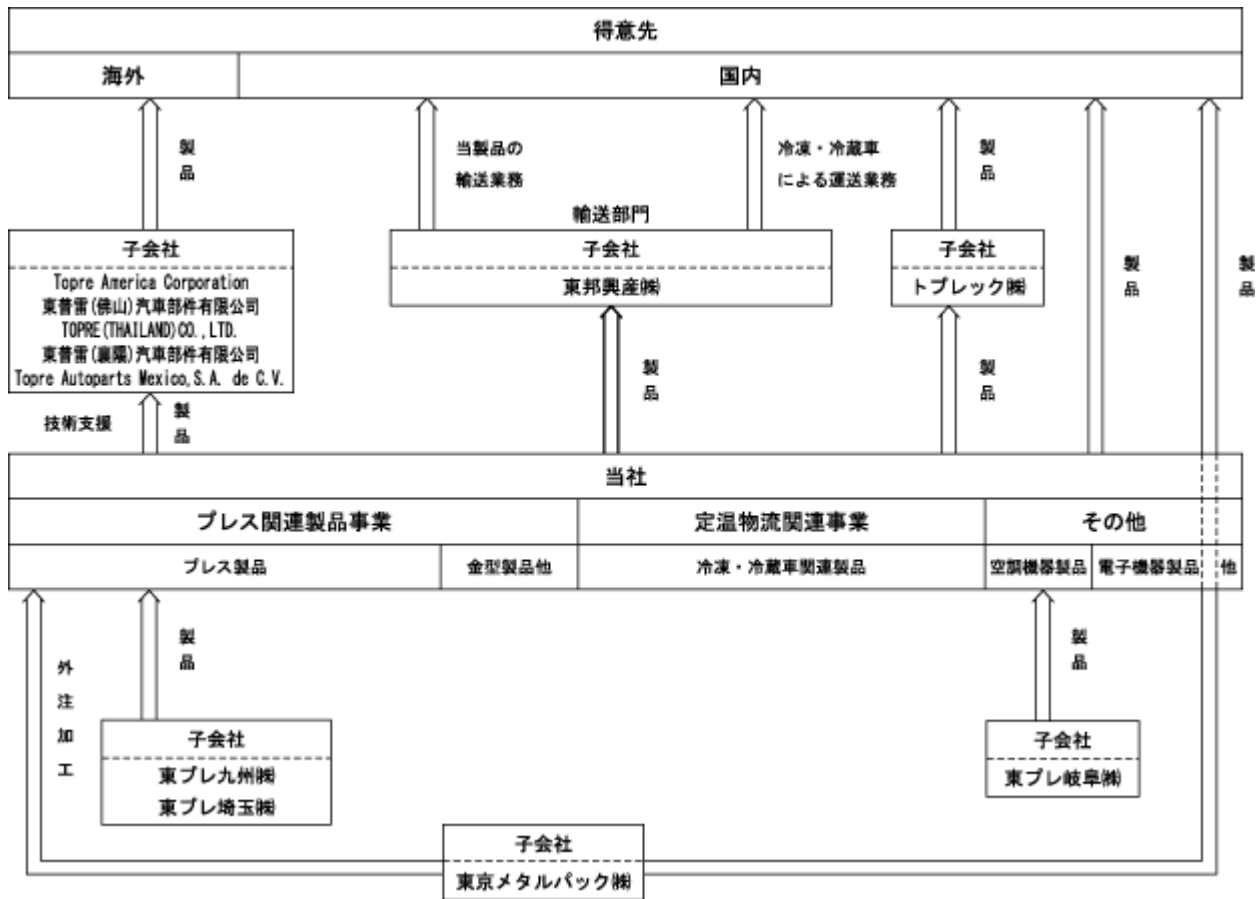 得意先
海外
国内
製品
当製品の
輸送業務
冷凍・冷蔵車
による運送業務
製品
製品
製品
輸送部門
子会社
Topre America Corporation
東普雷(佛山)汽車部件有限公司
TOPRE(THAILAND)CO.,LTD.
東普雷(襄陽)汽車部件有限公司
Topre Autoparts Mexico,S.A. de C.V.
子会社
東邦興産㈱
子会社
トプレック㈱
技術支援
製品
製品
製品
当社
プレス関連製品事業
定温物流関連事業
その他
プレス製品
金型製品他
冷凍・冷蔵車関連製品
空調機器製品
電子機器製品
他
外注加工
製品
製品
子会社
東プレ九州㈱
東プレ埼玉㈱
子会社
東プレ岐阜㈱
子会社
東京メタルパック㈱